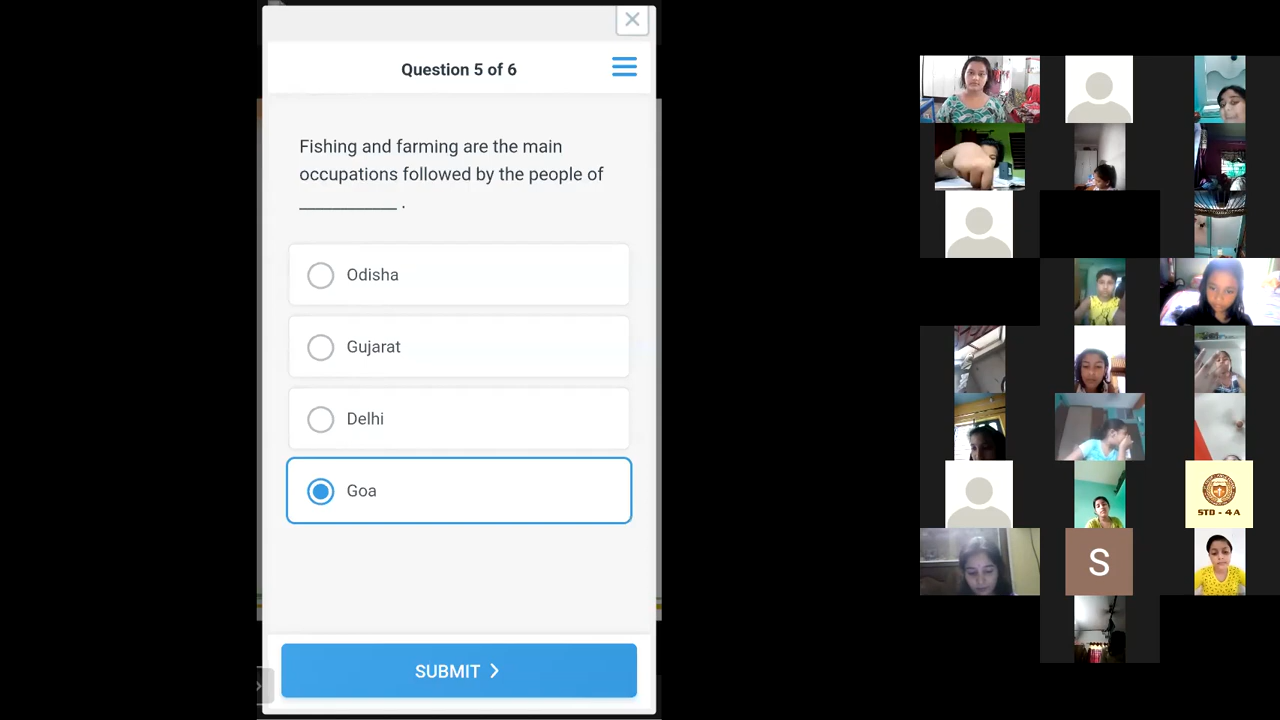 Question 5 of 6
Fishing and farming are the main
occupations followed by the people of
____________ .
Odisha
Gujarat
Delhi
Goa
SUBMIT
STD - 4A
S